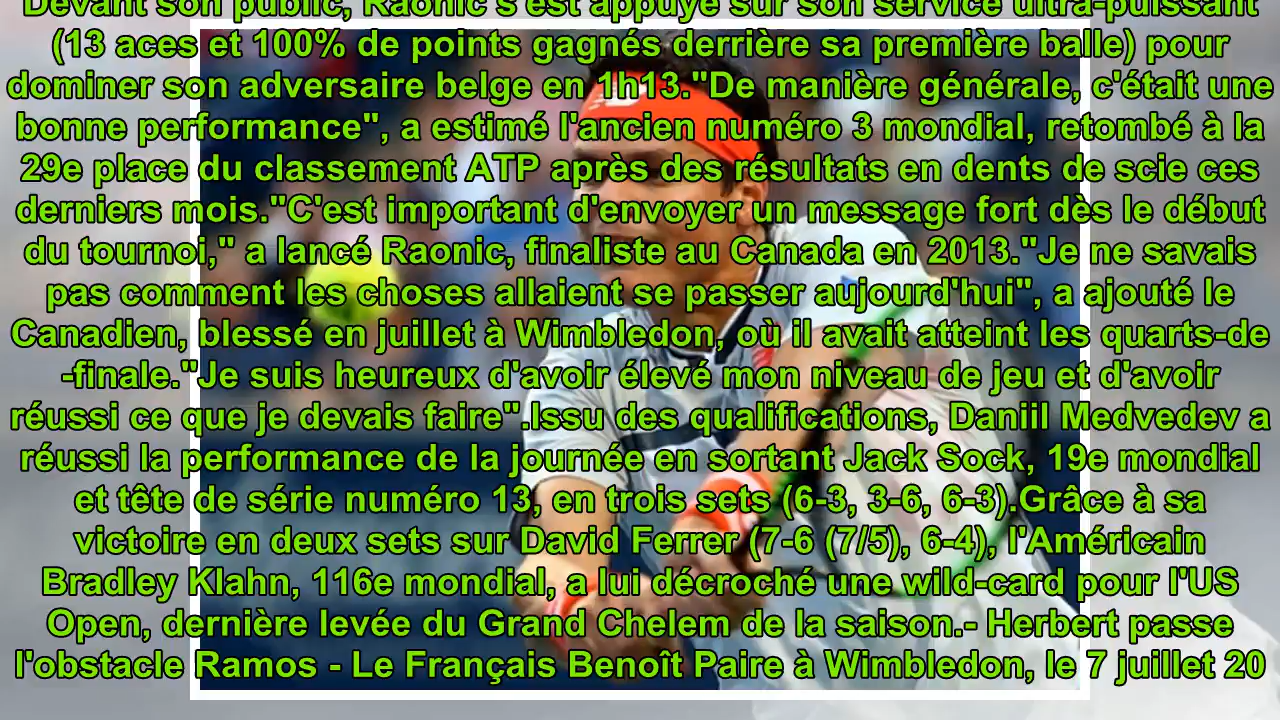 Devant son public, Raonic s'est appuyé sur son service ultra-puissant
(13 aces et 100% de points gagnés derrière sa première balle) pour
dominer son adversaire belge en 1h13."De manière générale, c'était une
bonne performance", a estimé l'ancien numéro 3 mondial, retombé à la
29e place du classement ATP après des résultats en dents de scie ces
derniers mois."C'est important d'envoyer un message fort dès le début
du tournoi," a lancé Raonic, finaliste au Canada en 2013."Je ne savais
pas comment les choses allaient se passer aujourd'hui", a ajouté le
Canadien, blessé en juillet à Wimbledon, où il avait atteint les quarts-de
-finale."Je suis heureux d'avoir élevé mon niveau de jeu et d'avoir
réussi ce que je devais faire".Issu des qualifications, Daniil Medvedev a
réussi la performance de la journée en sortant Jack Sock, 19e mondial
et tête de série numéro 13, en trois sets (6-3, 3-6, 6-3).Grâce à sa
victoire en deux sets sur David Ferrer (7-6 (7/5), 6-4), l'Américain
Bradley Klahn, 116e mondial, a lui décroché une wild-card pour l'US
Open, dernière levée du Grand Chelem de la saison.- Herbert passe
l'obstacle Ramos - Le Français Benoît Paire à Wimbledon, le 7 juillet 20